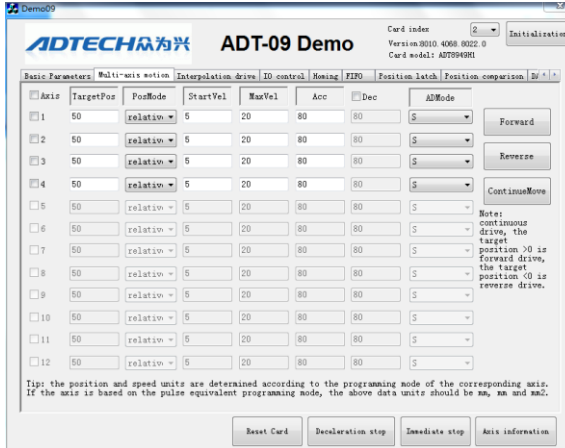 Demo09
ADTECH众为兴
ADT-09 Demo
Card index 2
Version:8010. 4068. 8022. 0
Card model: ADT8949H1
Initialization
Basic Parameters Multi-axis motion Interpolation drive IO control Homing FIFO Position latch Position comparison
Axis TargetPos PosMode StartVel MaxVel Acc Dec ADMode
1 50 relativ 5 20 80 80 S
2 50 relativ 5 20 80 80 S
3 50 relativ 5 20 80 80 S
4 50 relativ 5 20 80 80 S
5 50 relativ 5 20 80 80 S
6 50 relativ 5 20 80 80 S
7 50 relativ 5 20 80 80 S
8 50 relativ 5 20 80 80 S
9 50 relativ 5 20 80 80 S
10 50 relativ 5 20 80 80 S
11 50 relativ 5 20 80 80 S
12 50 relativ 5 20 80 80 S
Forward
Reverse
ContinueMove
Note:
continuous
drive, the
target
position >0 is
forward drive,
the target
position <0 is
reverse drive.
Tip: the position and speed units are determined according to the programming mode of the corresponding axis.
If the axis is based on the pulse equivalent programming mode, the above data units should be mm, mm and mm2.
Reset Card Deceleration stop Immediate stop Axis information